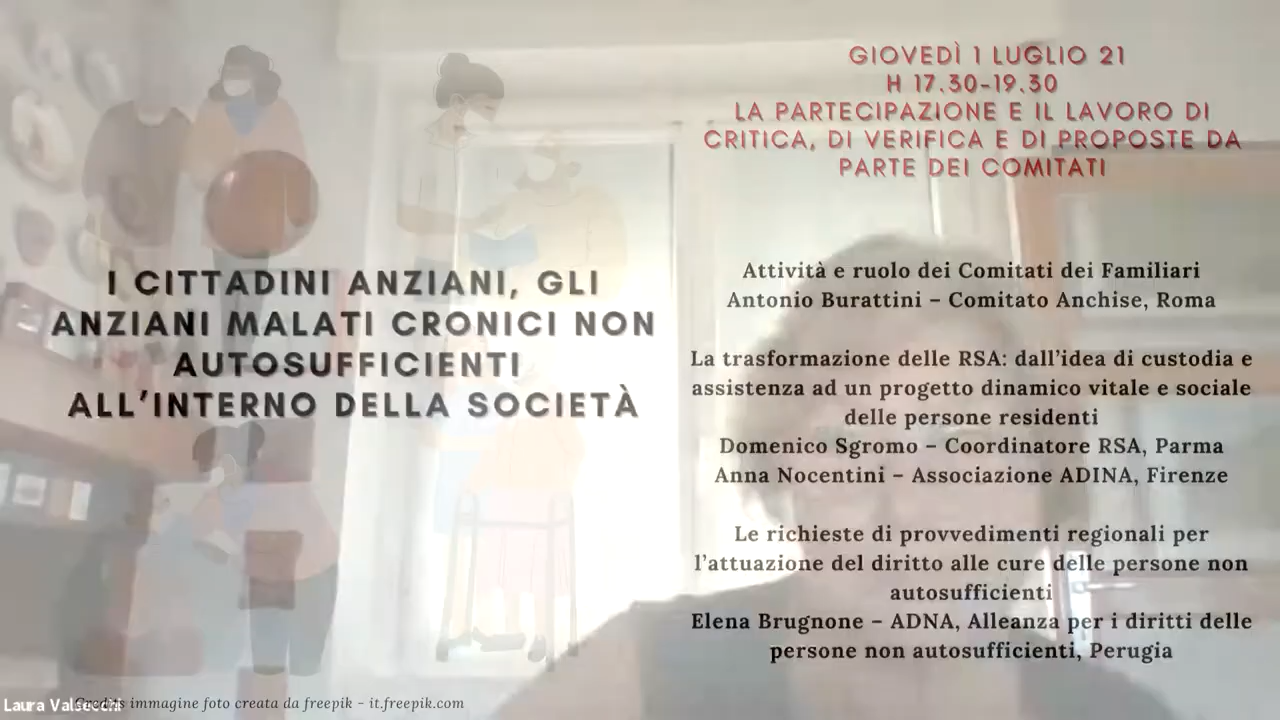 I CITTADINI ANZIANI, GLI
ANZIANI MALATI CRONICI NON
AUTOSUFFICIENTI
ALL'INTERNO DELLA SOCIETÀ
GIOVEDÌ 1 LUGLIO 21
H 17.30-19.30
LA PARTECIPAZIONE E IL LAVORO DI
CRITICA, DI VERIFICA E DI PROPOSTE DA
PARTE DEI COMITATI
Attività e ruolo dei Comitati dei Familiari
Antonio Burattini – Comitato Anchise, Roma
La trasformazione delle RSA: dall'idea di custodia e
assistenza ad un progetto dinamico vitale e sociale
delle persone residenti
Domenico Sgromo – Coordinatore RSA, Parma
Anna Nocentini – Associazione ADINA, Firenze
Le richieste di provvedimenti regionali per
l'attuazione del diritto alle cure delle persone non
autosufficienti
Elena Brugnone – ADNA, Alleanza per i diritti delle
persone non autosufficienti, Perugia
Laura Valsecchi
Credits immagine foto creata da freepik - it.freepik.com